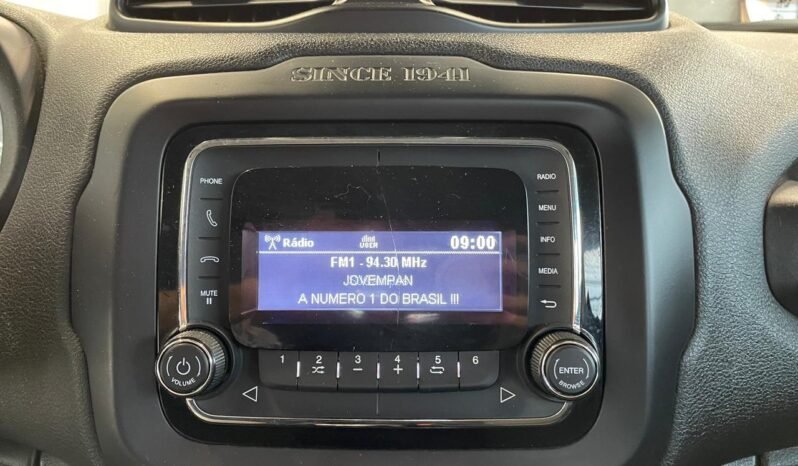 SINCE 1941
PHONE
MUTE
Rádio
USER
09:00
FM1 - 94.30 MHz
JOVEMPAN
A NUMERO 1 DO BRASIL !!!
RADIO
MENU
INFO
MEDIA
1 2 3 4 5 6
VOLUME
ENTER
BROWSE